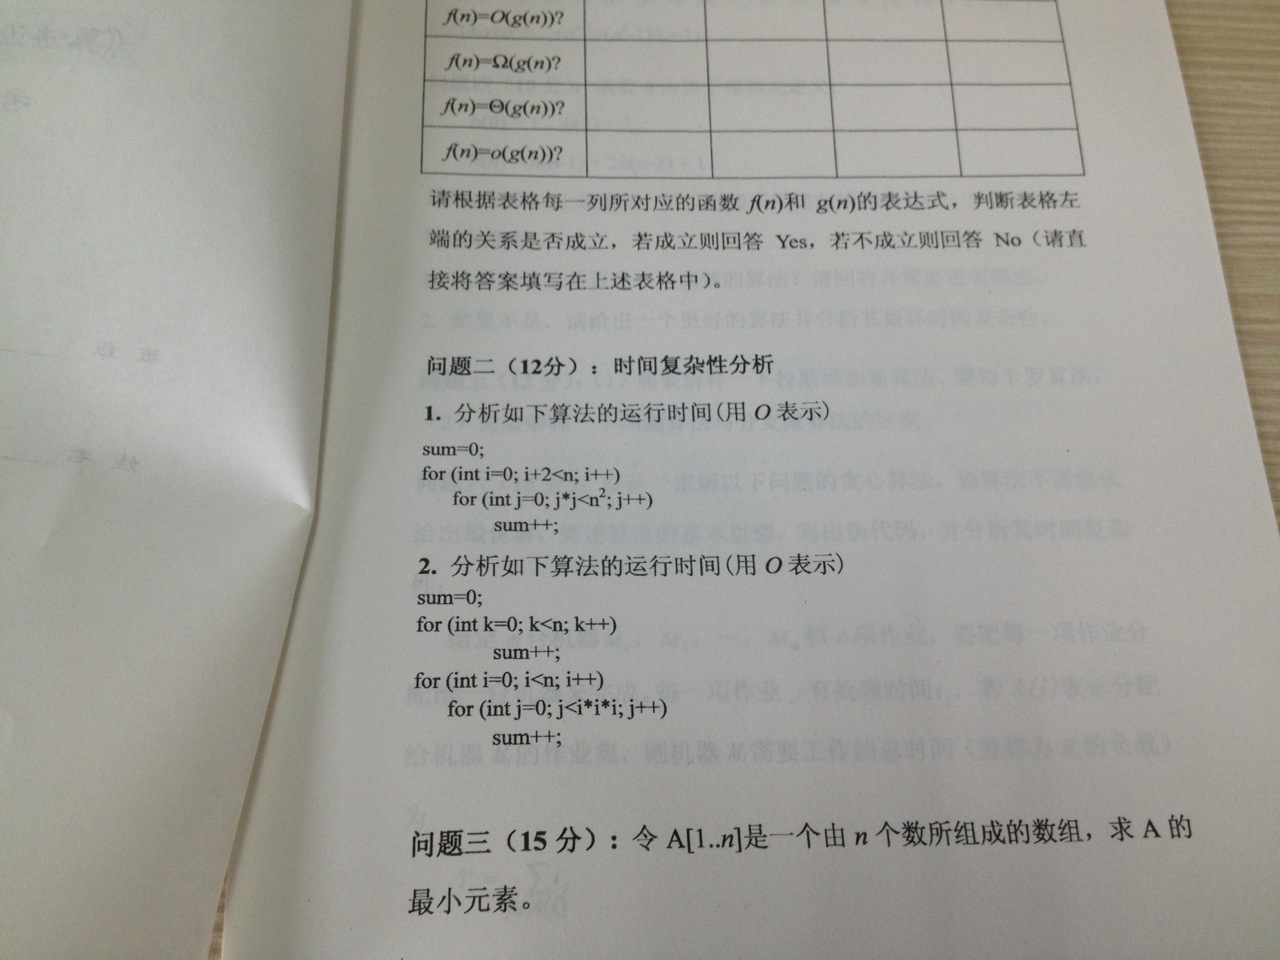 f(n)=O(g(n))?
f(n)=Ω(g(n)?
f(n)=Θ(g(n))?
f(n)=o(g(n))?
请根据表格每一列所对应的函数 f(n)和 g(n)的表达式，判断表格左
端的关系是否成立，若成立则回答 Yes，若不成立则回答 No（请直
接将答案填写在上述表格中）。
问题二（12分）：时间复杂性分析
1. 分析如下算法的运行时间(用 O 表示)
sum=0;
for (int i=0; i+2<n; i++)
for (int j=0; j*j<n²; j++)
sum++;
2. 分析如下算法的运行时间(用 O 表示)
sum=0;
for (int k=0; k<n; k++)
sum++;
for (int i=0; i<n; i++)
for (int j=0; j<i*i*i; j++)
sum++;
问题三（15 分）：令 A[1..n]是一个由 n 个数所组成的数组，求 A 的
最小元素。